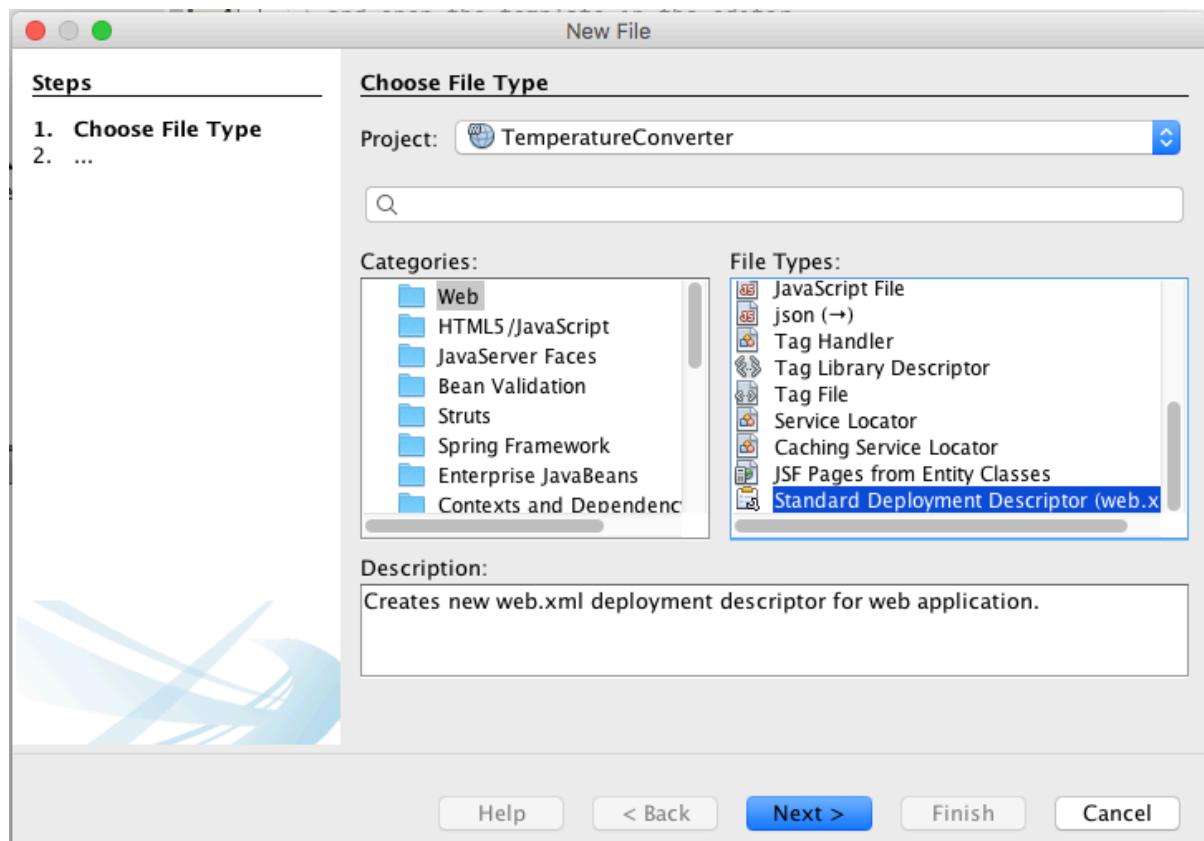 New File
Steps
1. Choose File Type
2. ...
Choose File Type
Project: TemperatureConverter
Categories:
Web
HTML5/JavaScript
JavaServer Faces
Bean Validation
Struts
Spring Framework
Enterprise JavaBeans
Contexts and Dependenc
File Types:
JavaScript File
json (→)
Tag Handler
Tag Library Descriptor
Tag File
Service Locator
Caching Service Locator
JSF Pages from Entity Classes
Standard Deployment Descriptor (web.x
Description:
Creates new web.xml deployment descriptor for web application.
Help
< Back
Next >
Finish
Cancel